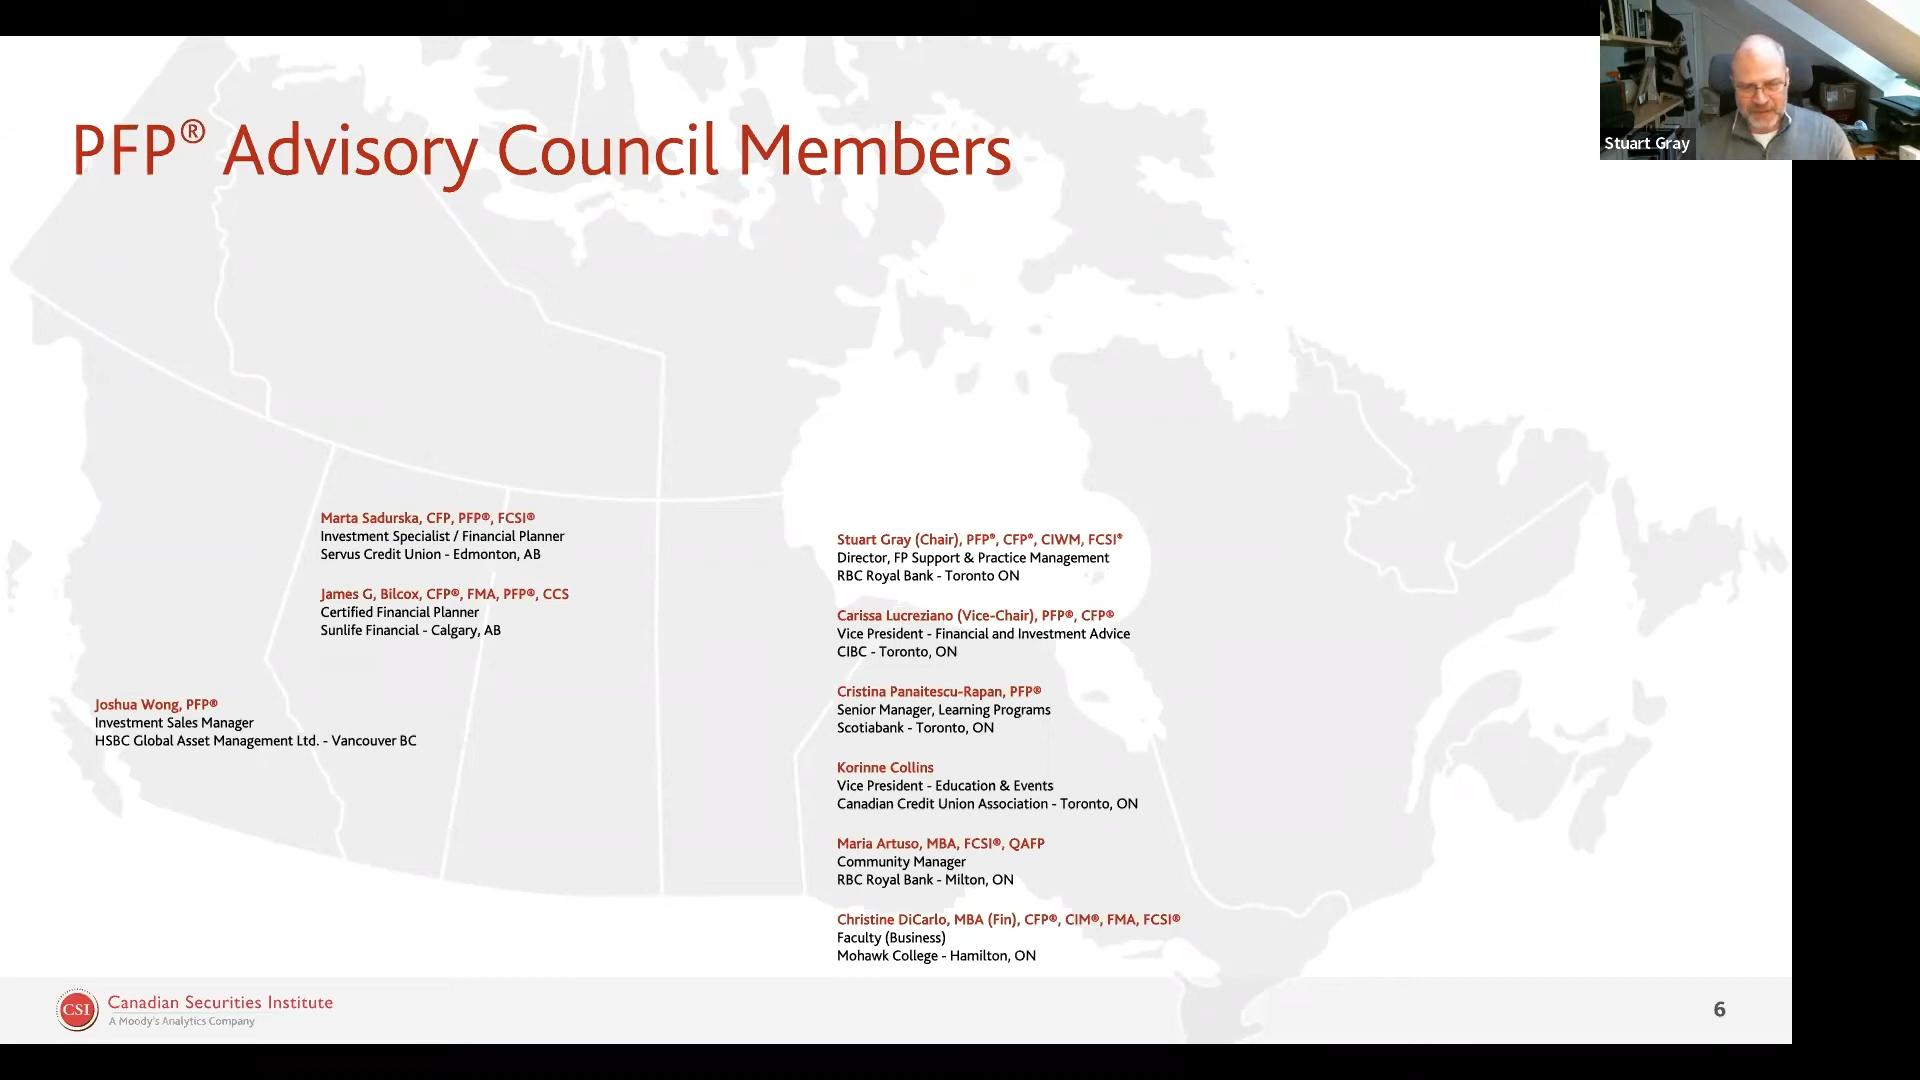 PFP® Advisory Council Members
Stuart Gray
Marta Sadurska, CFP, PFP®, FCSI®
Investment Specialist / Financial Planner
Servus Credit Union - Edmonton, AB
James G, Bilcox, CFP®, FMA, PFP®, CCS
Certified Financial Planner
Sunlife Financial - Calgary, AB
Joshua Wong, PFP®
Investment Sales Manager
HSBC Global Asset Management Ltd. - Vancouver BC
Stuart Gray (Chair), PFP®, CFP®, CIWM, FCSI®
Director, FP Support & Practice Management
RBC Royal Bank - Toronto ON
Carissa Lucreziano (Vice-Chair), PFP®, CFP®
Vice President - Financial and Investment Advice
CIBC - Toronto, ON
Cristina Panaitescu-Rapan, PFP®
Senior Manager, Learning Programs
Scotiabank - Toronto, ON
Korinne Collins
Vice President - Education & Events
Canadian Credit Union Association - Toronto, ON
Maria Artuso, MBA, FCSI®, QAFP
Community Manager
RBC Royal Bank - Milton, ON
Christine DiCarlo, MBA (Fin), CFP®, CIM®, FMA, FCSI®
Faculty (Business)
Mohawk College - Hamilton, ON
CSI
Canadian Securities Institute
A Moody's Analytics Company
6